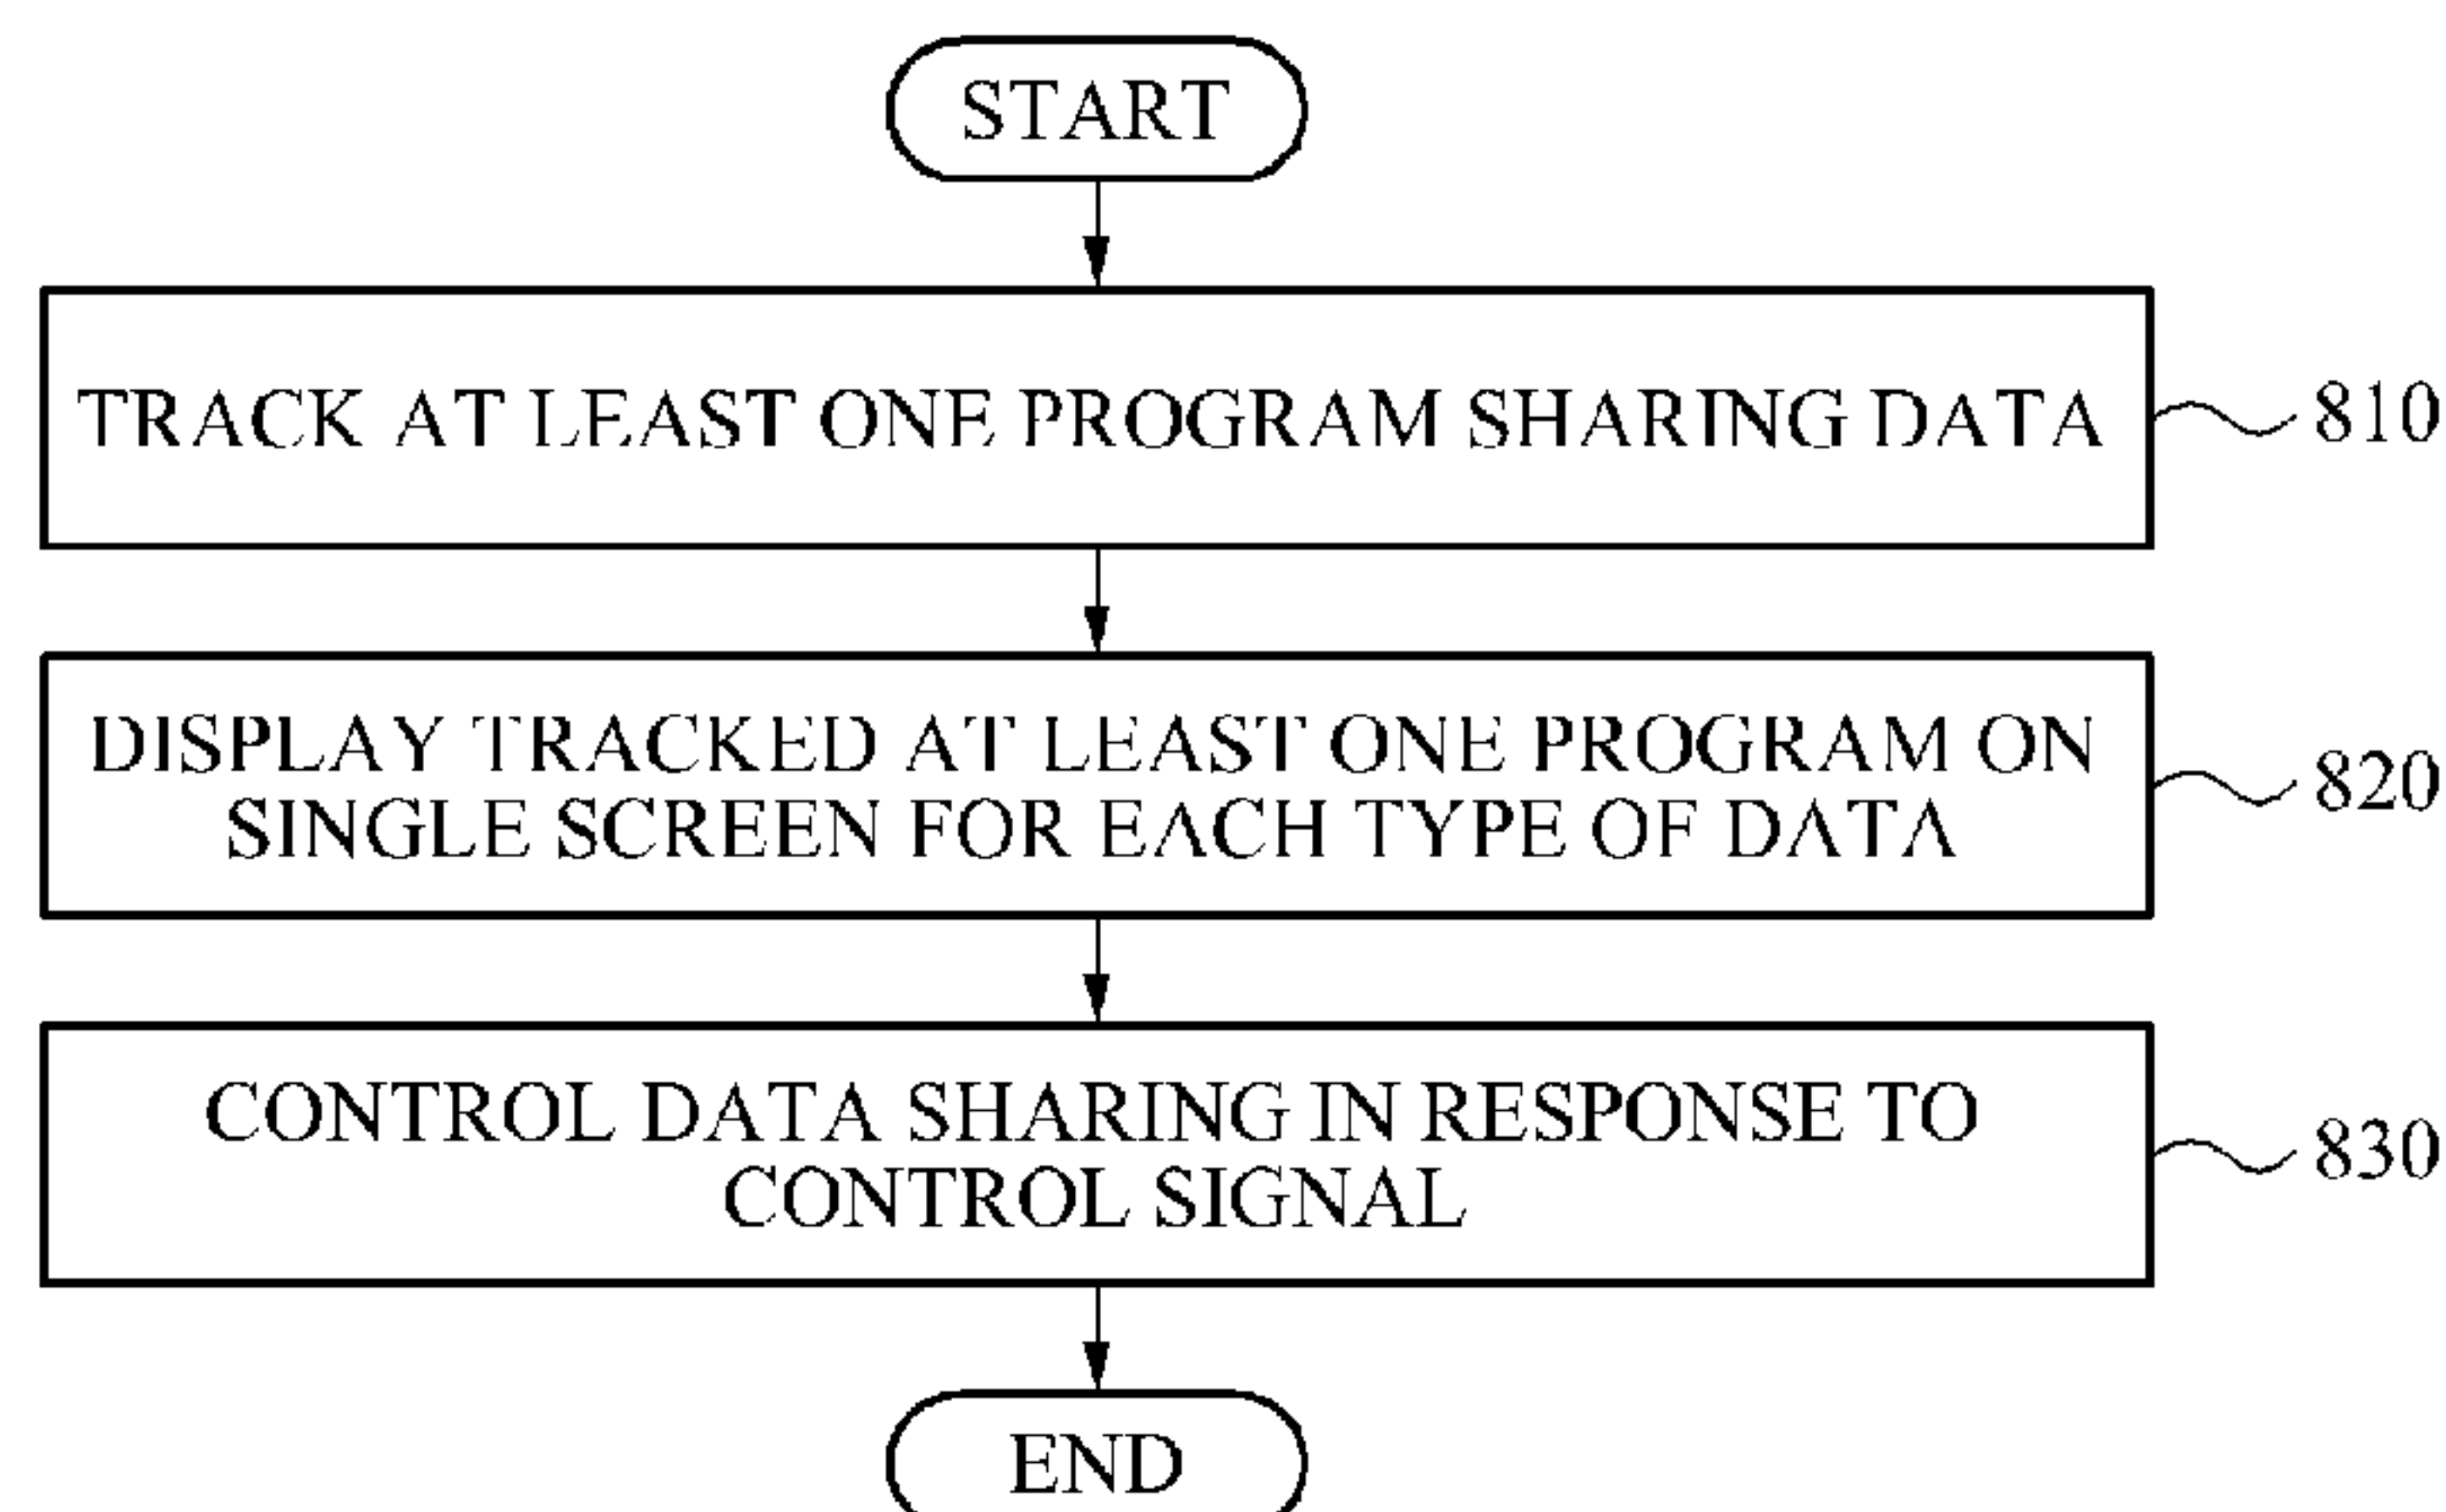 START
TRACK AT LEAST ONE PROGRAM SHARING DATA
810
DISPLAY TRACKED AT LEAST ONE PROGRAM ON
SINGLE SCREEN FOR EACH TYPE OF DATA
820
CONTROL DATA SHARING IN RESPONSE TO
CONTROL SIGNAL
830
END